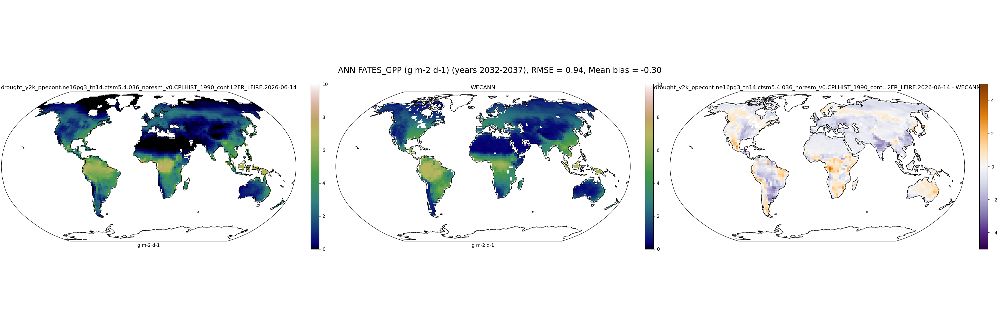 ANN FATES_GPP (g m-2 d-1) (years 2032-2037), RMSE = 0.94, Mean bias = -0.30
drought_y2k_ppecont.ne16pg3_tn14.ctsm5.4.036_noresm_v0.CPLHIST_1990_cont.L2FR_LFIRE.2026-06-14
10
8
6
4
2
0
g m-2 d-1
WECANN
10
8
6
4
2
0
g m-2 d-1
drought_y2k_ppecont.ne16pg3_tn14.ctsm5.4.036_noresm_v0.CPLHIST_1990_cont.L2FR_LFIRE.2026-06-14 - WECANN
4
2
0
−2
−4